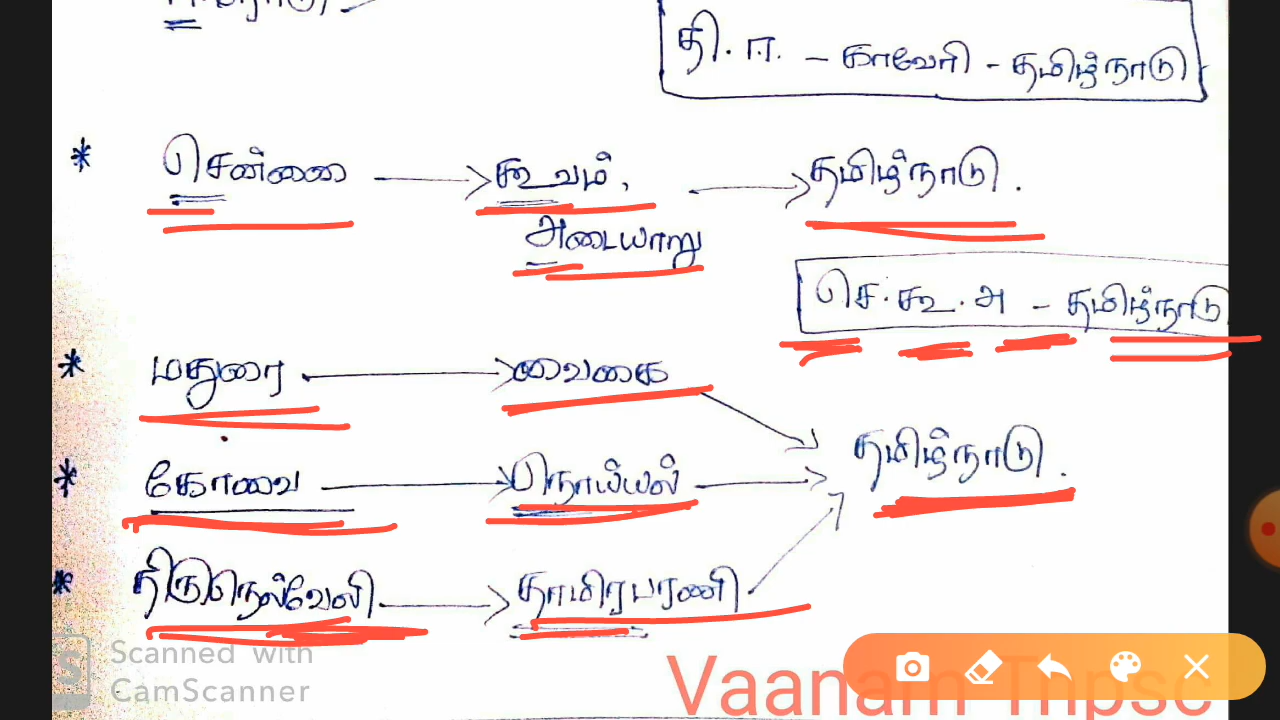 தி. ஈ. – காவேரி – தமிழ்நாடு
* சென்னை → கூவம், → தமிழ்நாடு.
அடையாறு
செ. கூ. அ – தமிழ்நாடு
* மதுரை → வைகை
தமிழ்நாடு.
* கோவை → நொய்யல் →
* திருநெல்வேலி → தாமிரபரணி
Scanned with
CamScanner
Vaanam Tnpsc